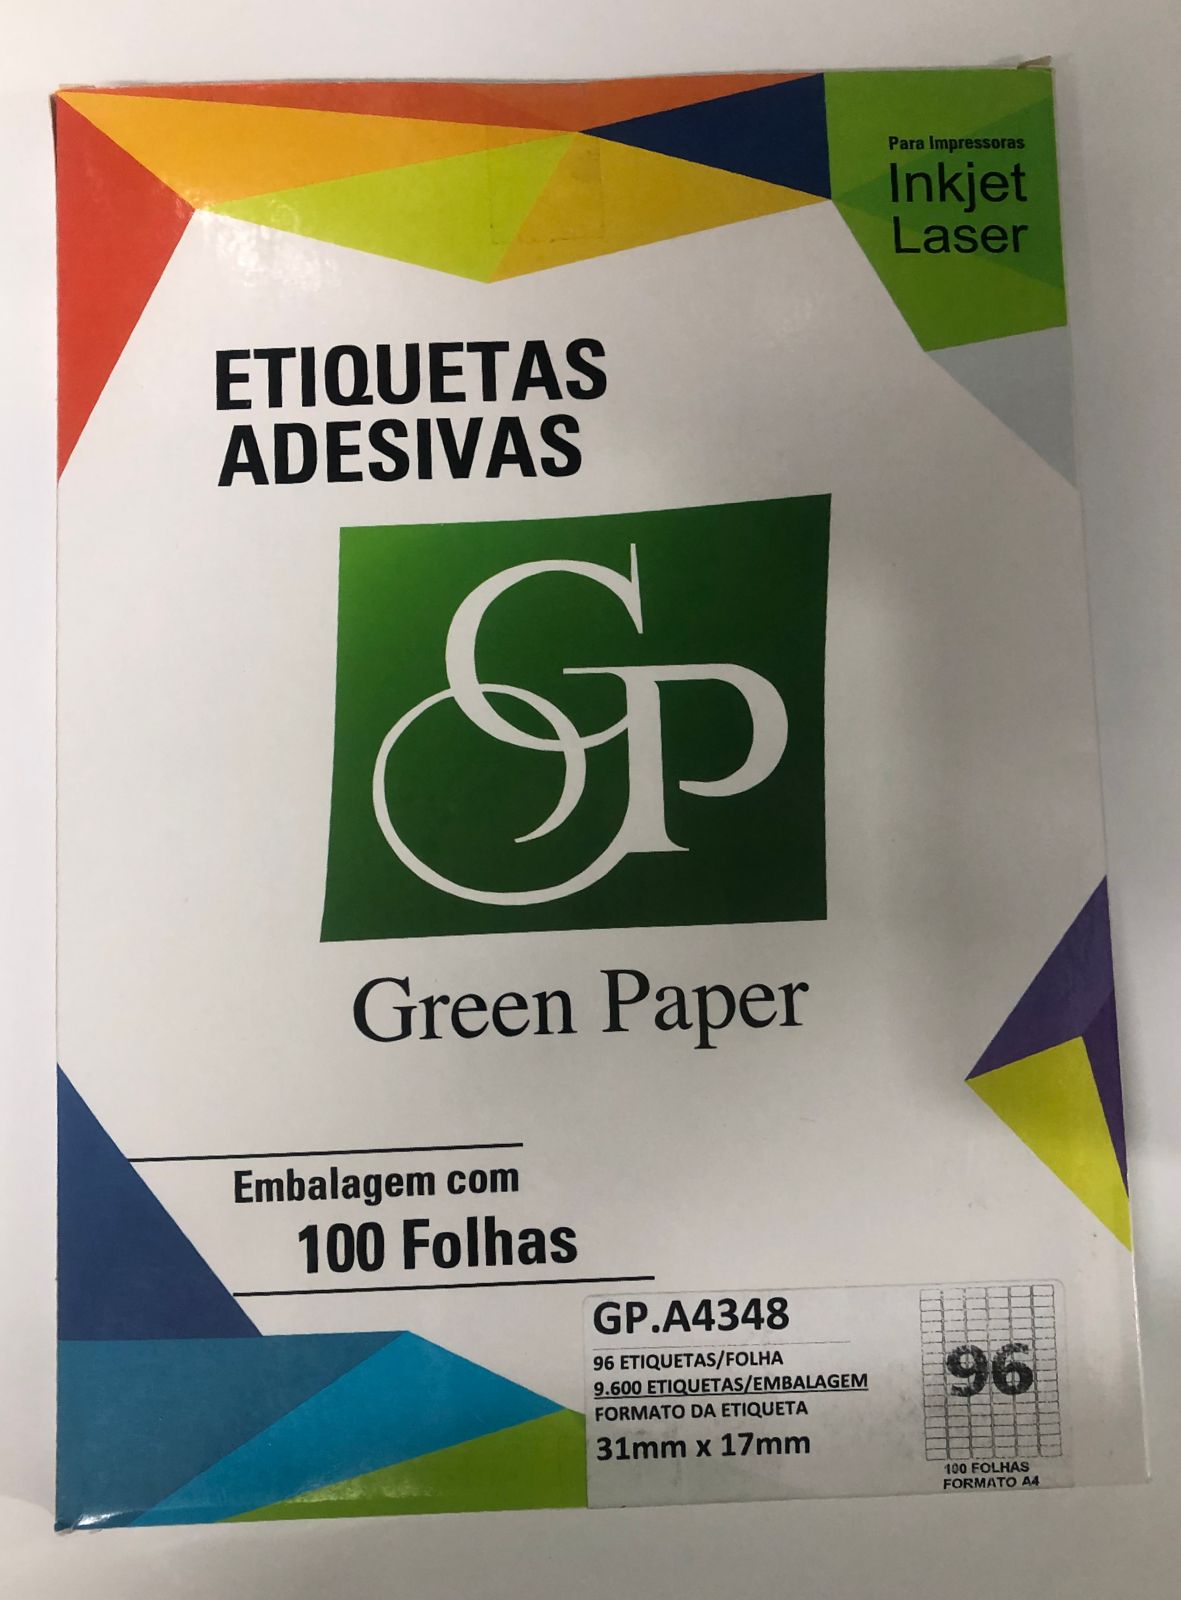 Para Impressoras
Inkjet
Laser
ETIQUETAS
ADESIVAS
GP
Green Paper
Embalagem com
100 Folhas
GP.A4348
96 ETIQUETAS/FOLHA
9.600 ETIQUETAS/EMBALAGEM
FORMATO DA ETIQUETA
31mm x 17mm
96
100 FOLHAS
FORMATO A4